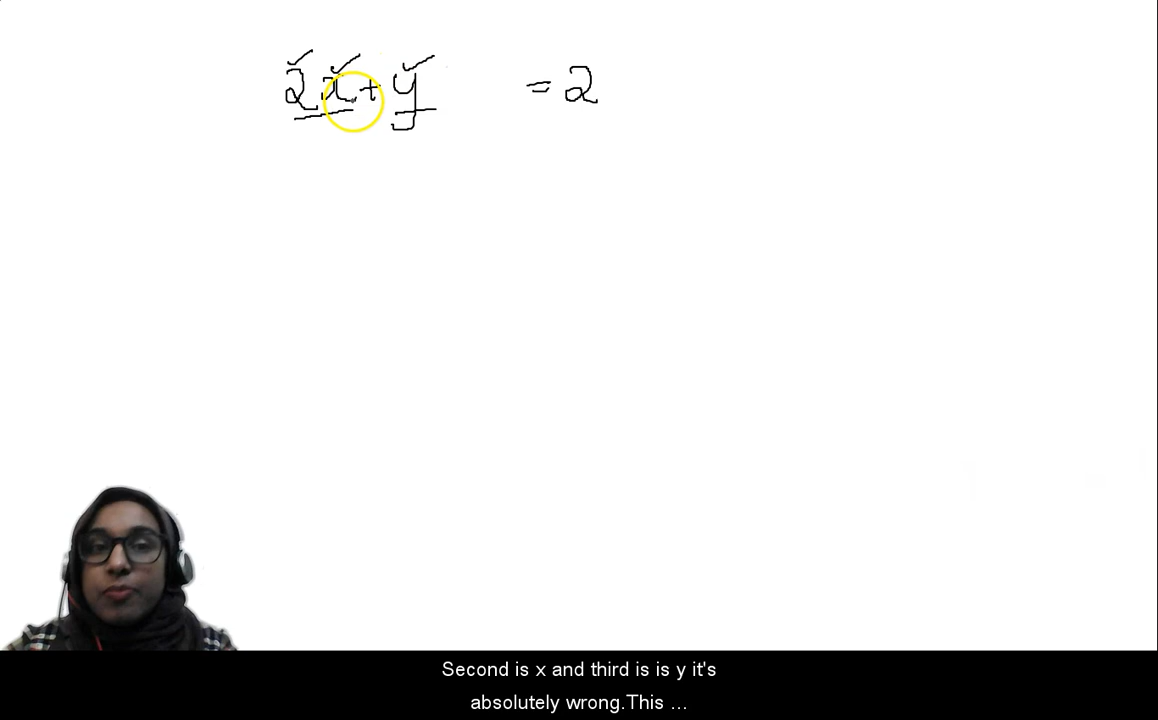 2x+y = 2
Second is x and third is is y it's
absolutely wrong.This ...